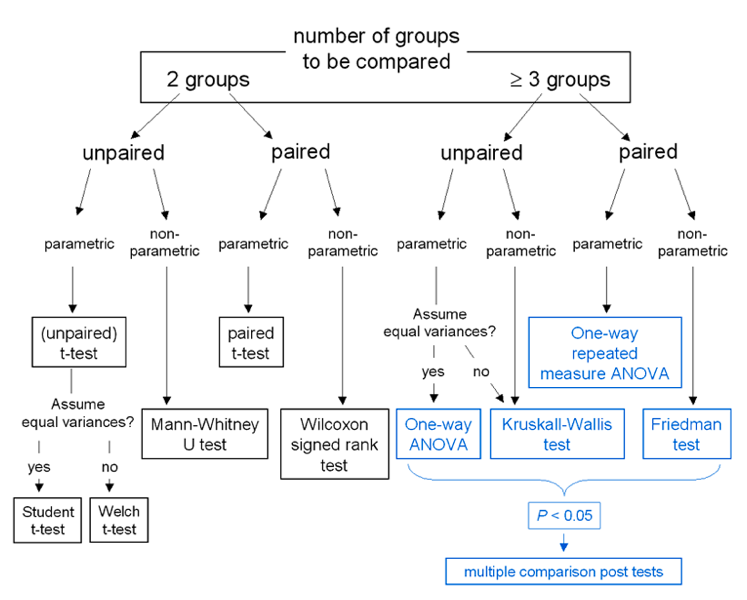 number of groups
to be compared
2 groups
≥ 3 groups
unpaired
paired
unpaired
paired
parametric
non-
parametric
parametric
non-
parametric
parametric
non-
parametric
parametric
non-
parametric
(unpaired)
t-test
paired
t-test
Assume
equal variances?
One-way
repeated
measure ANOVA
yes
no
Assume
equal variances?
Mann-Whitney
U test
Wilcoxon
signed rank
test
One-way
ANOVA
Kruskall-Wallis
test
Friedman
test
yes
no
Student
t-test
Welch
t-test
P < 0.05
multiple comparison post tests